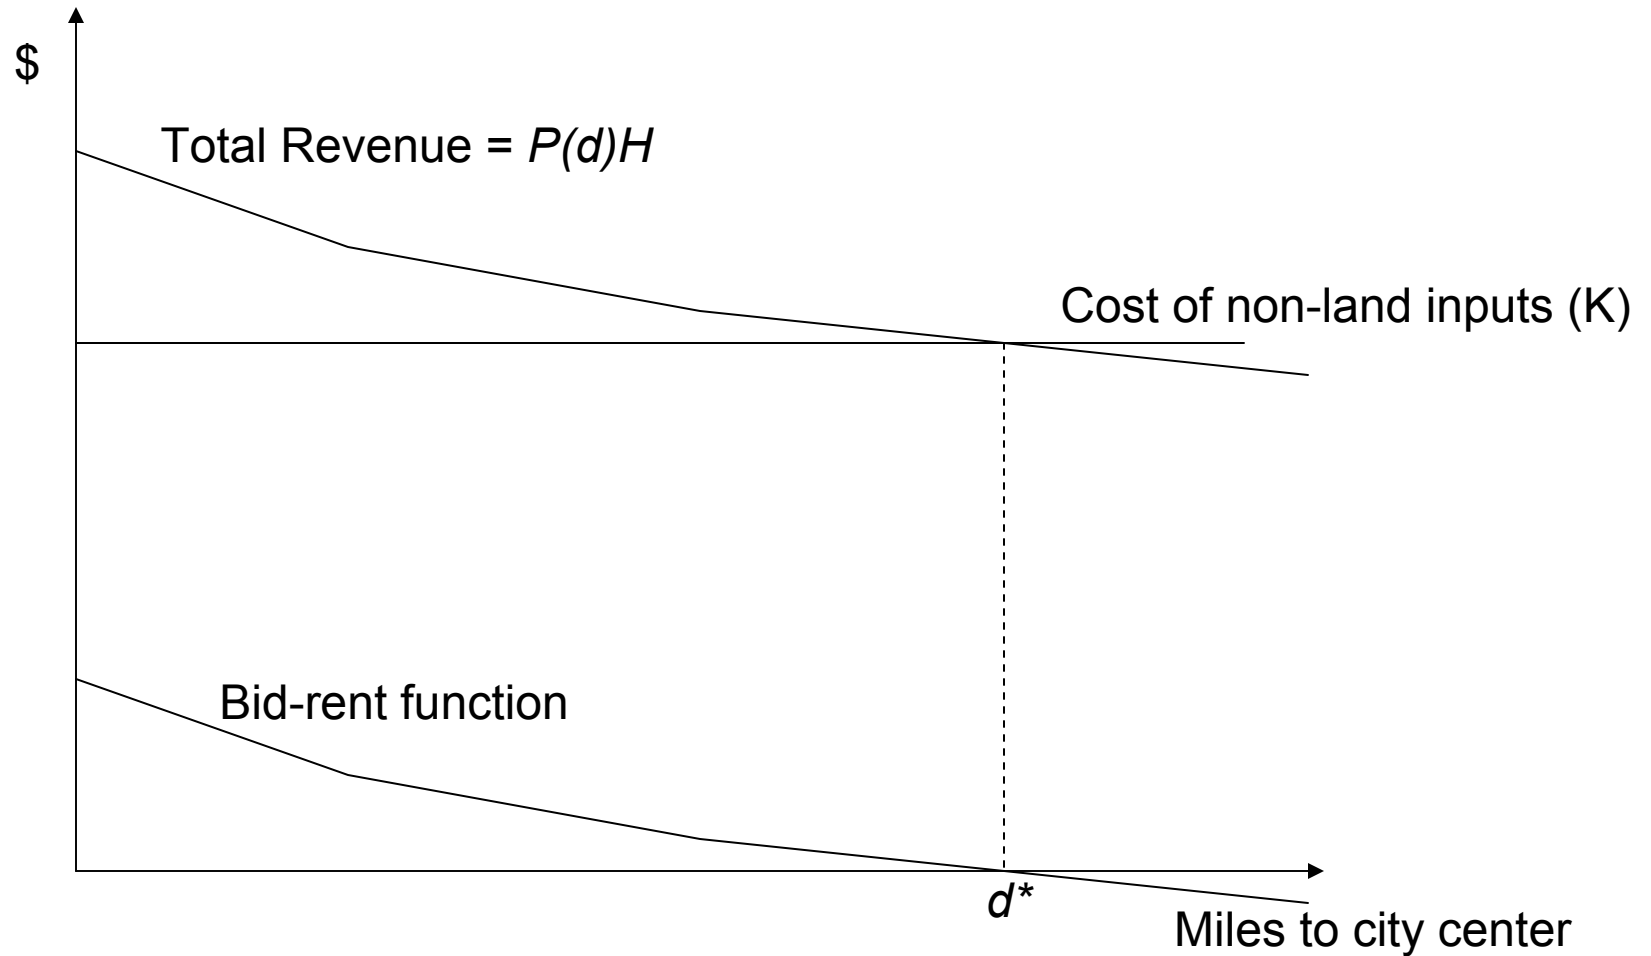 $
Total Revenue = P(d)H
Cost of non-land inputs (K)
Bid-rent function
d*
Miles to city center